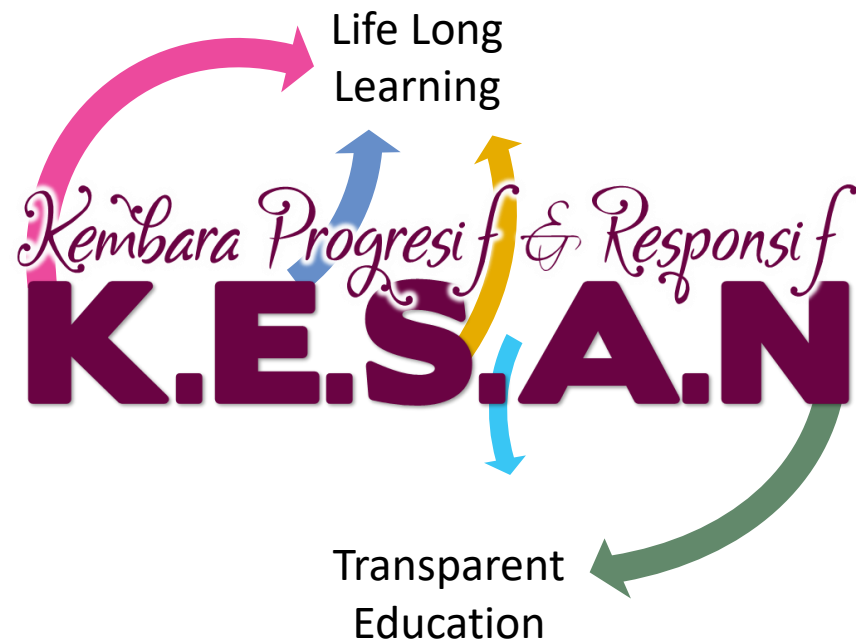 Life Long
Learning
Kembara Progresif & Responsif
K.E.S.A.N
Transparent
Education